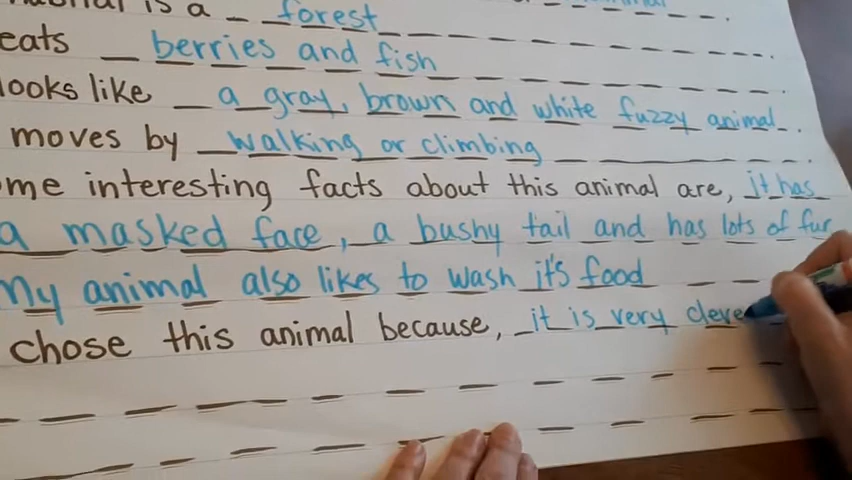 is a forest
eats berries and fish.
looks like a gray, brown and white fuzzy animal.
moves by walking or climbing.
me interesting facts about this animal are, it has
a masked face, a bushy tail and has lots of fur
My animal also likes to wash it's food
chose this animal because, it is very cleve